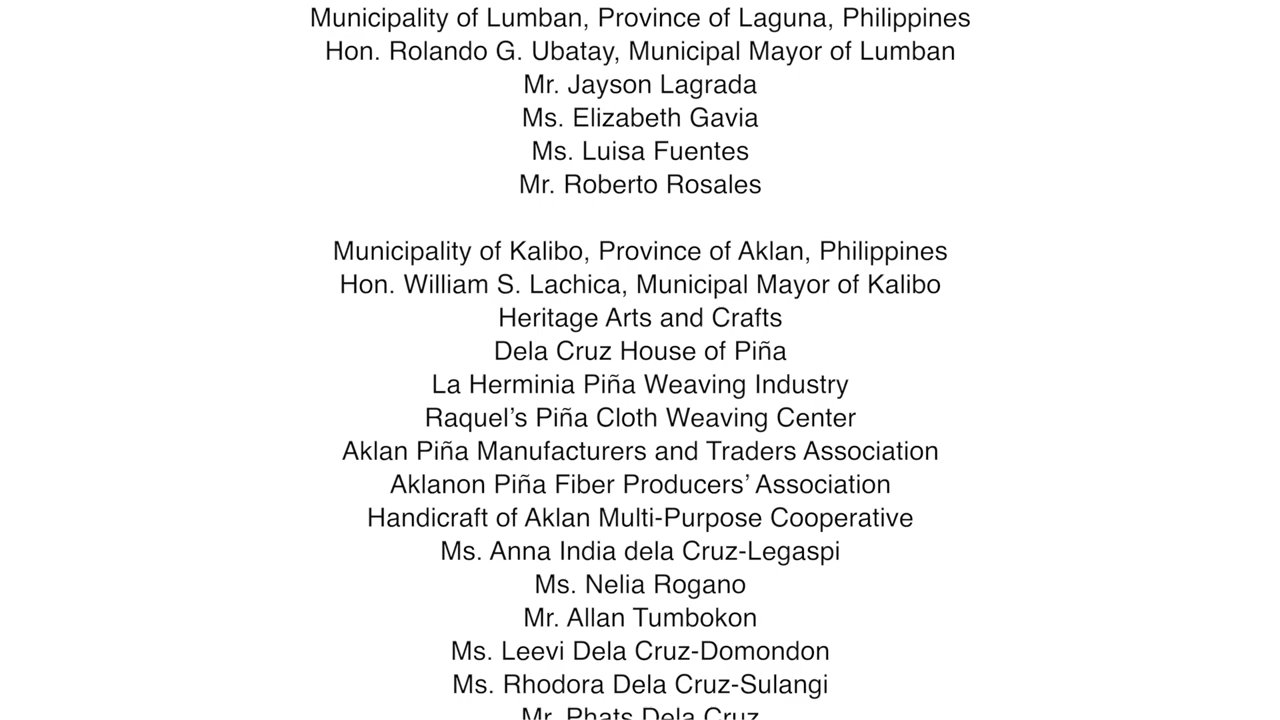 Municipality of Lumban, Province of Laguna, Philippines
Hon. Rolando G. Ubatay, Municipal Mayor of Lumban
Mr. Jayson Lagrada
Ms. Elizabeth Gavia
Ms. Luisa Fuentes
Mr. Roberto Rosales
Municipality of Kalibo, Province of Aklan, Philippines
Hon. William S. Lachica, Municipal Mayor of Kalibo
Heritage Arts and Crafts
Dela Cruz House of Piña
La Herminia Piña Weaving Industry
Raquel’s Piña Cloth Weaving Center
Aklan Piña Manufacturers and Traders Association
Aklanon Piña Fiber Producers’ Association
Handicraft of Aklan Multi-Purpose Cooperative
Ms. Anna India dela Cruz-Legaspi
Ms. Nelia Rogano
Mr. Allan Tumbokon
Ms. Leevi Dela Cruz-Domondon
Ms. Rhodora Dela Cruz-Sulangi
Mr. Phats Dela Cruz